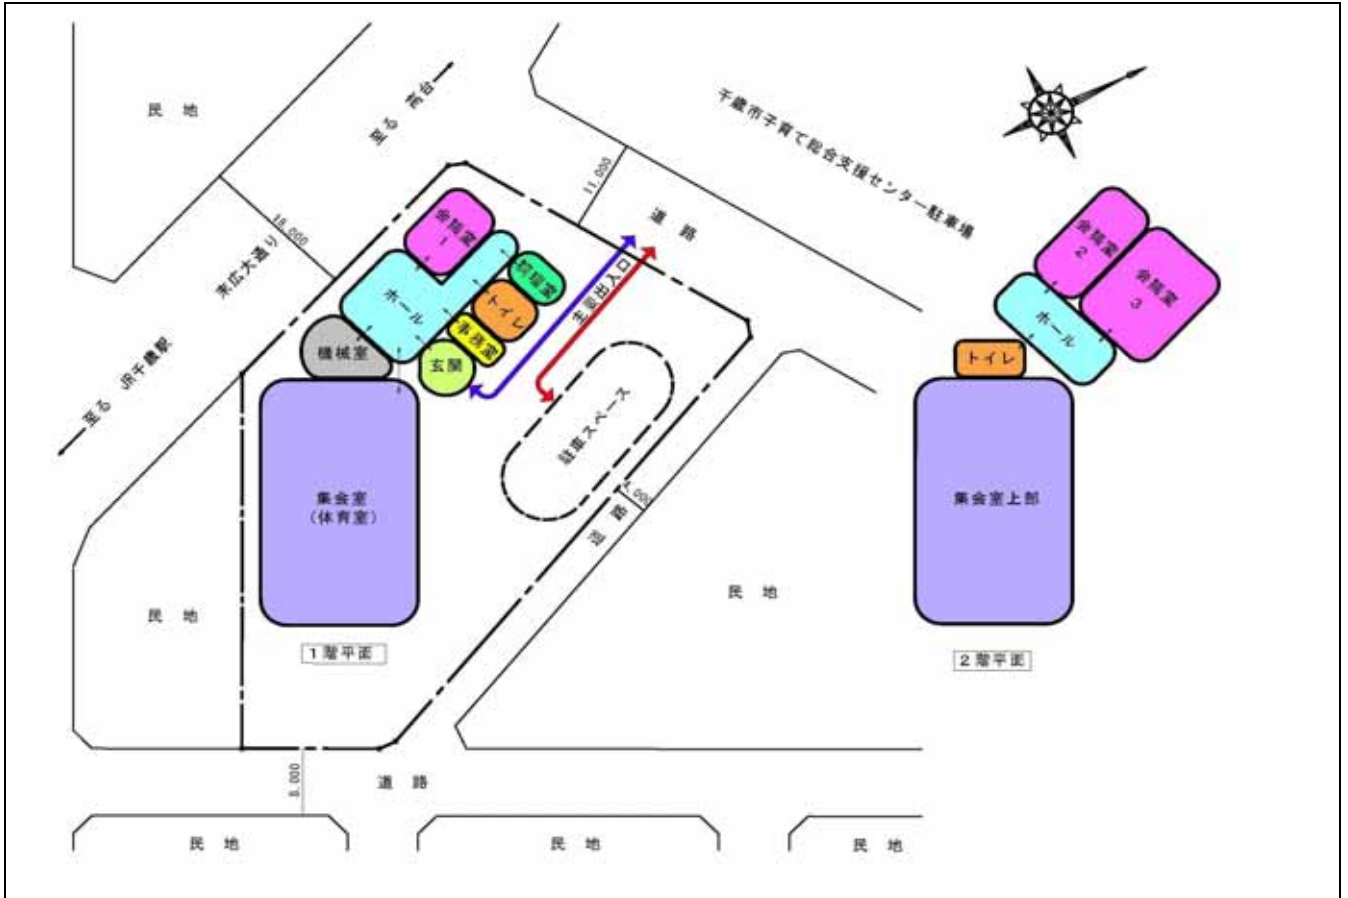 民 地
至る 高台
11.000
千歳市子育て総合支援センター駐車場
道 路
18.000
末広大通り
至る JR千歳駅
会議室
1
ホール
機械室
玄関
事務室
トイレ
主要出入口
駐車スペース
集会室
(体育室)
1階平面
道 路
民 地
民 地
8.000
道 路
民 地
民 地
民 地
会議室
2
会議室
3
ホール
トイレ
集会室上部
2階平面